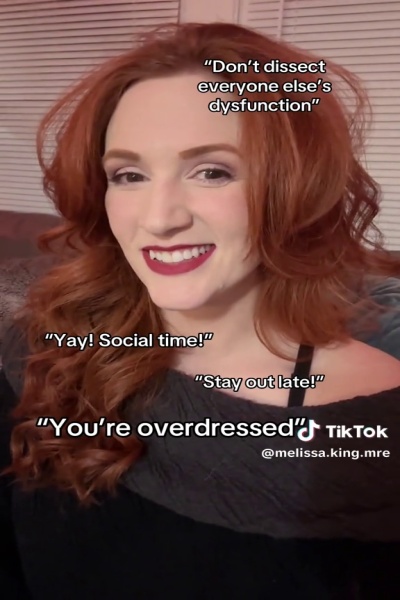 “Don’t dissect
everyone else’s
dysfunction”
“Yay! Social time!”
“Stay out late!”
“You’re overdressed”
TikTok
@melissa.king.mre